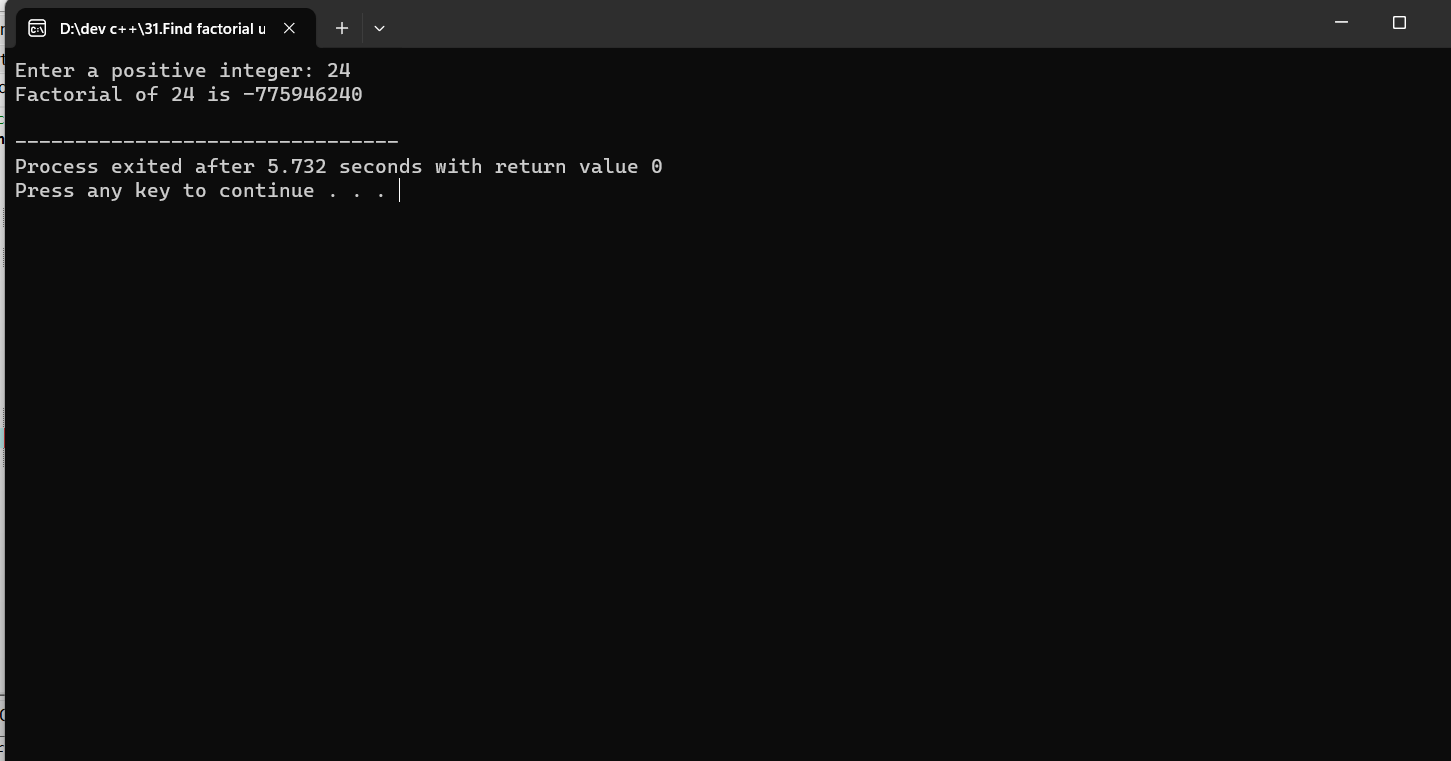 D:\dev c++\31.Find factorial u
Enter a positive integer: 24
Factorial of 24 is -775946240
--------------------------------
Process exited after 5.732 seconds with return value 0
Press any key to continue . . .